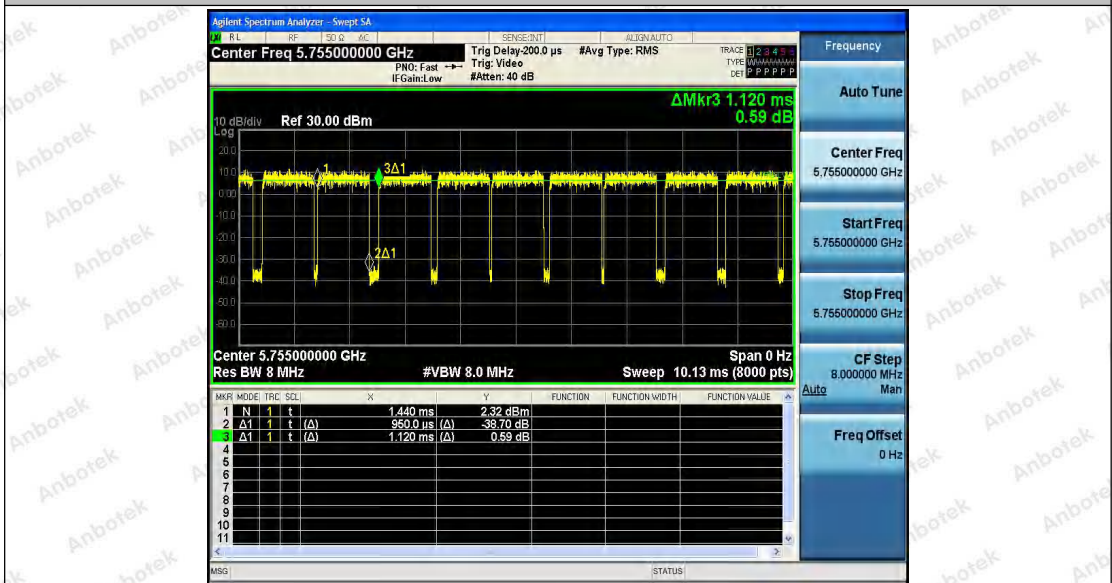 Agilent Spectrum Analyzer - Swept SA
RL RF 50 Ω AC SENSE:INT ALIGNAUTO
Center Freq 5.755000000 GHz
PNO: Fast
IFGain:Low
Trig Delay-200.0 µs
Trig: Video
#Atten: 40 dB
#Avg Type: RMS
TRACE 1 2 3 4 5 6
TYPE
DET P P P P P P
ΔMkr3 1.120 ms
0.59 dB
10 dB/div Ref 30.00 dBm
Log
20.0
10.0
0.00
-10.0
-20.0
-30.0
-40.0
-50.0
-60.0
1
3Δ1
2Δ1
Center 5.755000000 GHz Span 0 Hz
Res BW 8 MHz #VBW 8.0 MHz Sweep 10.13 ms (8000 pts)
MKR MODE TRC SCL X Y FUNCTION FUNCTION WIDTH FUNCTION VALUE
1 N 1 t 1.440 ms 2.32 dBm
2 Δ1 1 t (Δ) 950.0 µs (Δ) -38.70 dB
3 Δ1 1 t (Δ) 1.120 ms (Δ) 0.59 dB
4
5
6
7
8
9
10
11
MSG STATUS
Frequency
Auto Tune
Center Freq
5.755000000 GHz
Start Freq
5.755000000 GHz
Stop Freq
5.755000000 GHz
CF Step
8.000000 MHz
Auto Man
Freq Offset
0 Hz
Anbotek